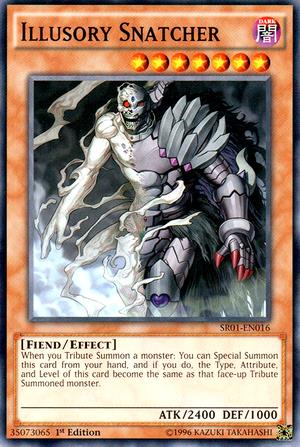 ILLUSORY SNATCHER
DARK
闇
SR01-EN016
[FIEND/EFFECT]
When you Tribute Summon a monster: You can Special Summon
this card from your hand, and if you do, the Type, Attribute,
and Level of this card become the same as that face-up Tribute
Summoned monster.
ATK/2400 DEF/1000
35073065 1st Edition ©1996 KAZUKI TAKAHASHI